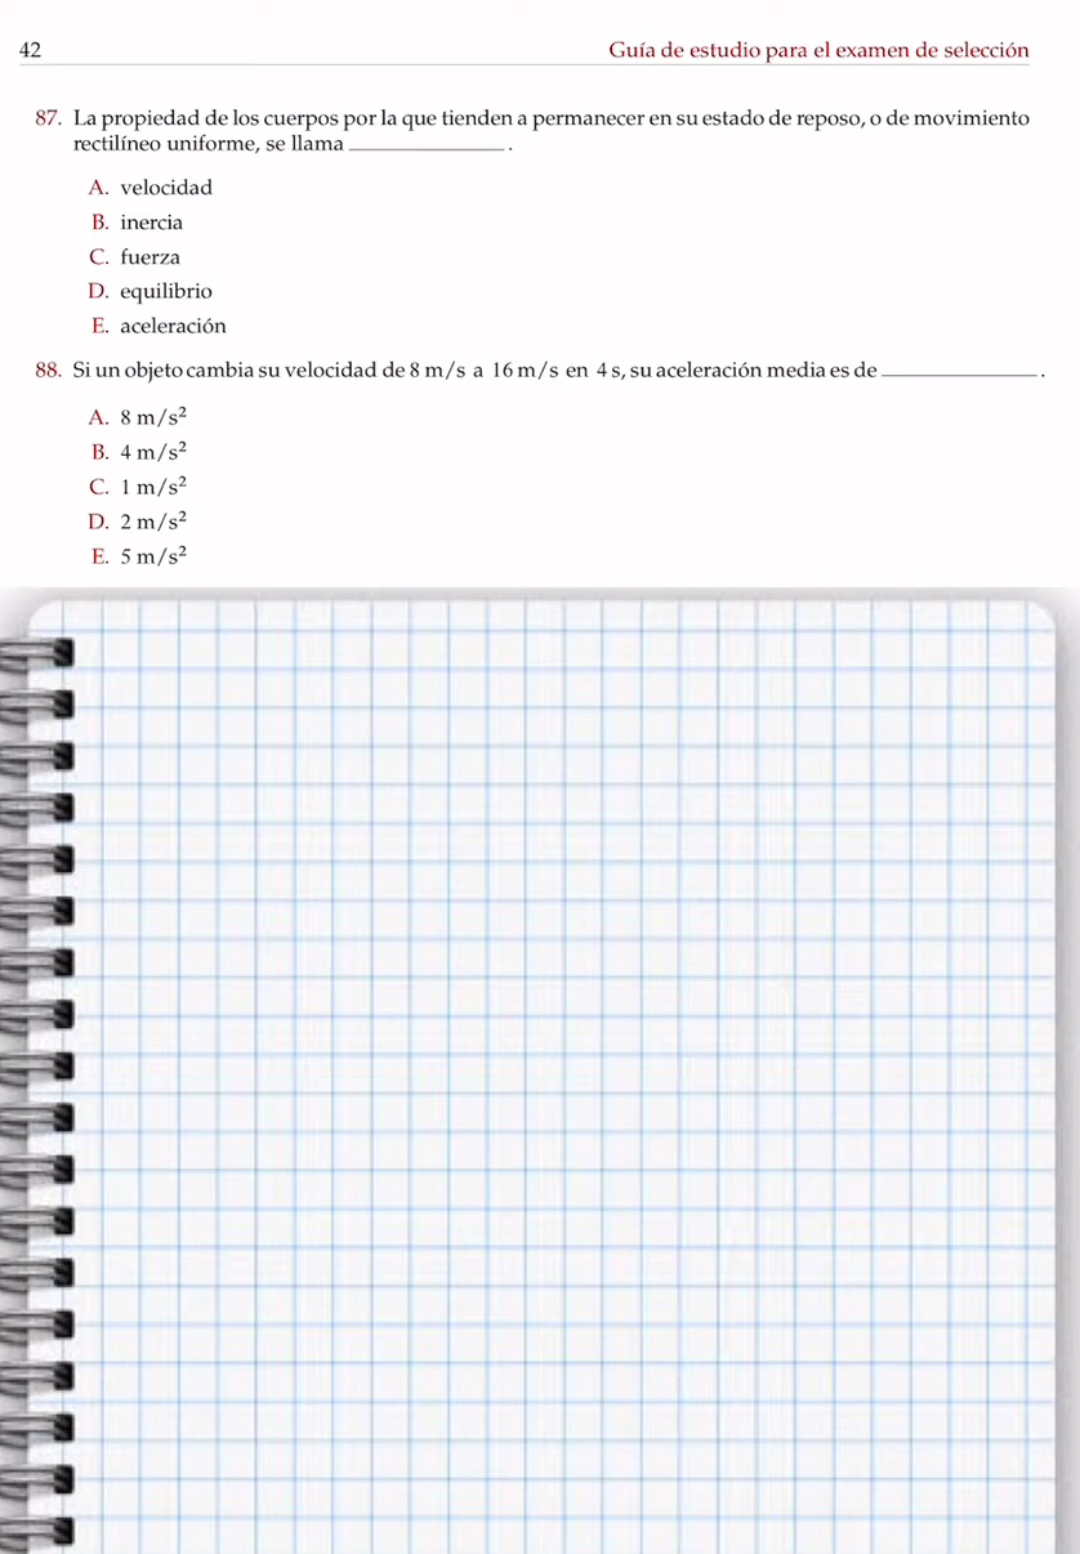 42
Guía de estudio para el examen de selección
87. La propiedad de los cuerpos por la que tienden a permanecer en su estado de reposo, o de movimiento
rectilíneo uniforme, se llama ______________ .
A. velocidad
B. inercia
C. fuerza
D. equilibrio
E. aceleración
88. Si un objeto cambia su velocidad de 8 m/s a 16 m/s en 4 s, su aceleración media es de ______________ .
A. 8 m/s²
B. 4 m/s²
C. 1 m/s²
D. 2 m/s²
E. 5 m/s²